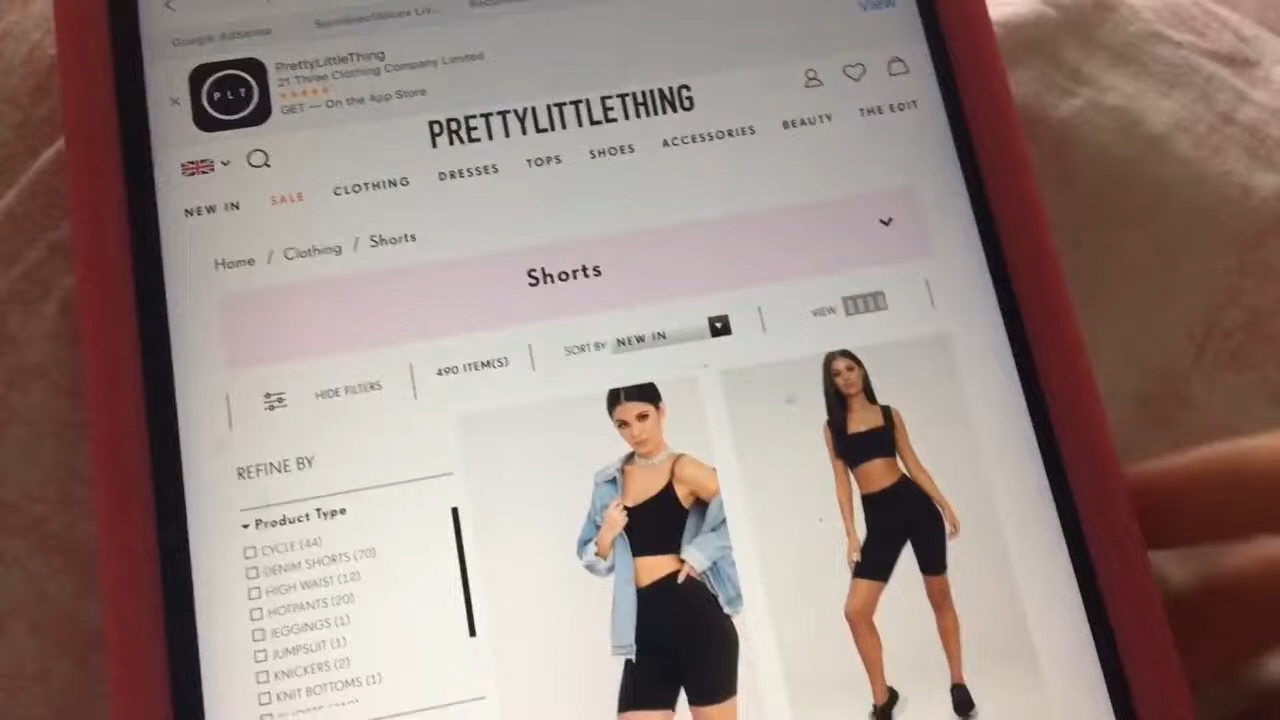 Google AdSense
View
PrettyLittleThing
21 Three Clothing Company Limited
GET — On the App Store
PLT
PRETTYLITTLETHING
NEW IN SALE CLOTHING DRESSES TOPS SHOES ACCESSORIES BEAUTY THE EDIT
Home / Clothing / Shorts
Shorts
HIDE FILTERS 490 ITEM(S) SORT BY NEW IN VIEW
REFINE BY
Product Type
CYCLE (44)
DENIM SHORTS (70)
HIGH WAIST (12)
HOTPANTS (20)
JEGGINGS (1)
JUMPSUIT (1)
KNICKERS (2)
KNIT BOTTOMS (1)